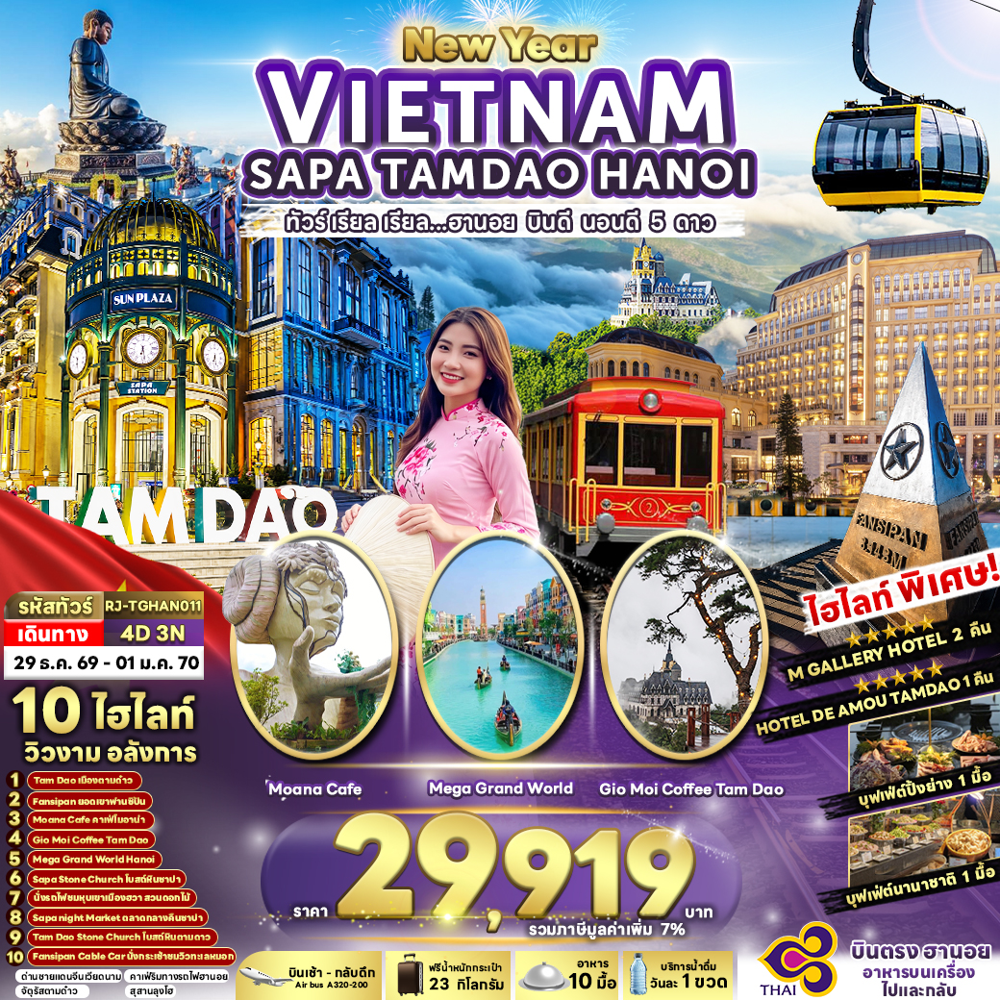 New Year
VIETNAM
SAPA TAMDAO HANOI
ทัวร์ เรียล เรียล...ฮานอย บินดี นอนดี 5 ดาว
SUN PLAZA
SAPA
STATION
TAM DAO
2
FANSIPAN
3.143M
ไฮไลท์ พิเศษ!
M GALLERY HOTEL 2 คืน
HOTEL DE AMOU TAMDAO 1 คืน
บุฟเฟ่ต์ปิ้งย่าง 1 มื้อ
บุฟเฟ่ต์นานาชาติ 1 มื้อ
รหัสทัวร์ RJ-TGHAN011
เดินทาง 4D 3N
29 ธ.ค. 69 - 01 ม.ค. 70
10 ไฮไลท์
วิวงาม อลังการ
1 Tam Dao เมืองตามด๋าว
2 Fansipan ยอดเขาฟานซิปัน
3 Moana Cafe คาเฟ่โมอาน่า
4 Gio Moi Coffee Tam Dao
5 Mega Grand World Hanoi
6 Sapa Stone Church โบสถ์หินซาปา
7 นั่งรถไฟชมหุบเขาเมืองฮวา สวนดอกไม้
8 Sapa night Market ตลาดกลางคืนซาปา
9 Tam Dao Stone Church โบสถ์หินตามดาว
10 Fansipan Cable Car นั่งกระเช้าชมวิวทะเลหมอก
ด่านชายแดนจีนเวียดนาม คาเฟ่ริมทางรถไฟฮานอย
จัตุรัสตามด๋าว สุสานลุงโฮ
Moana Cafe
Mega Grand World
Gio Moi Coffee Tam Dao
ราคา 29,919 บาท
รวมภาษีมูลค่าเพิ่ม 7%
บินเช้า - กลับดึก
Air bus A320-200
ฟรีน้ำหนักกระเป๋า
23 กิโลกรัม
อาหาร
10 มื้อ
บริการน้ำดื่ม
วันละ 1 ขวด
THAI
บินตรง ฮานอย
อาหารบนเครื่อง
ไปและกลับ